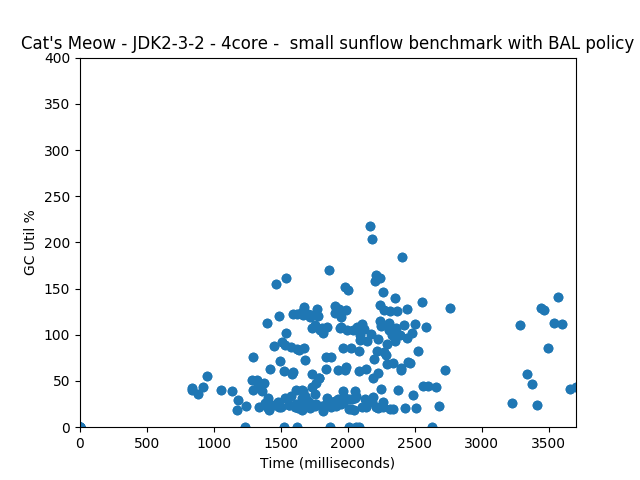 Cat's Meow - JDK2-3-2 - 4core -  small sunflow benchmark with BAL policy
400
350
300
250
200
150
100
50
0
GC Util %
0 500 1000 1500 2000 2500 3000 3500
Time (milliseconds)